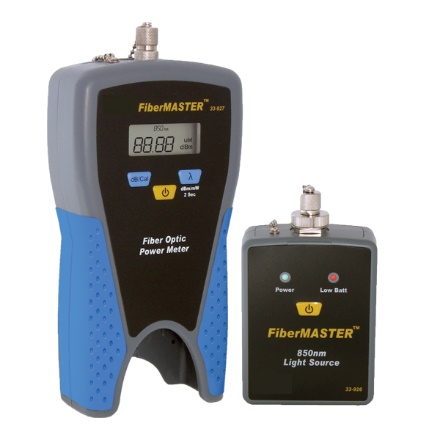 FiberMASTER™
33-927
850nm
8888 uW
dBm
dB/Cal λ
dBm/mW
2 Sec
Fiber Optic
Power Meter
Power Low Batt
FiberMASTER™
850nm
Light Source
33-926